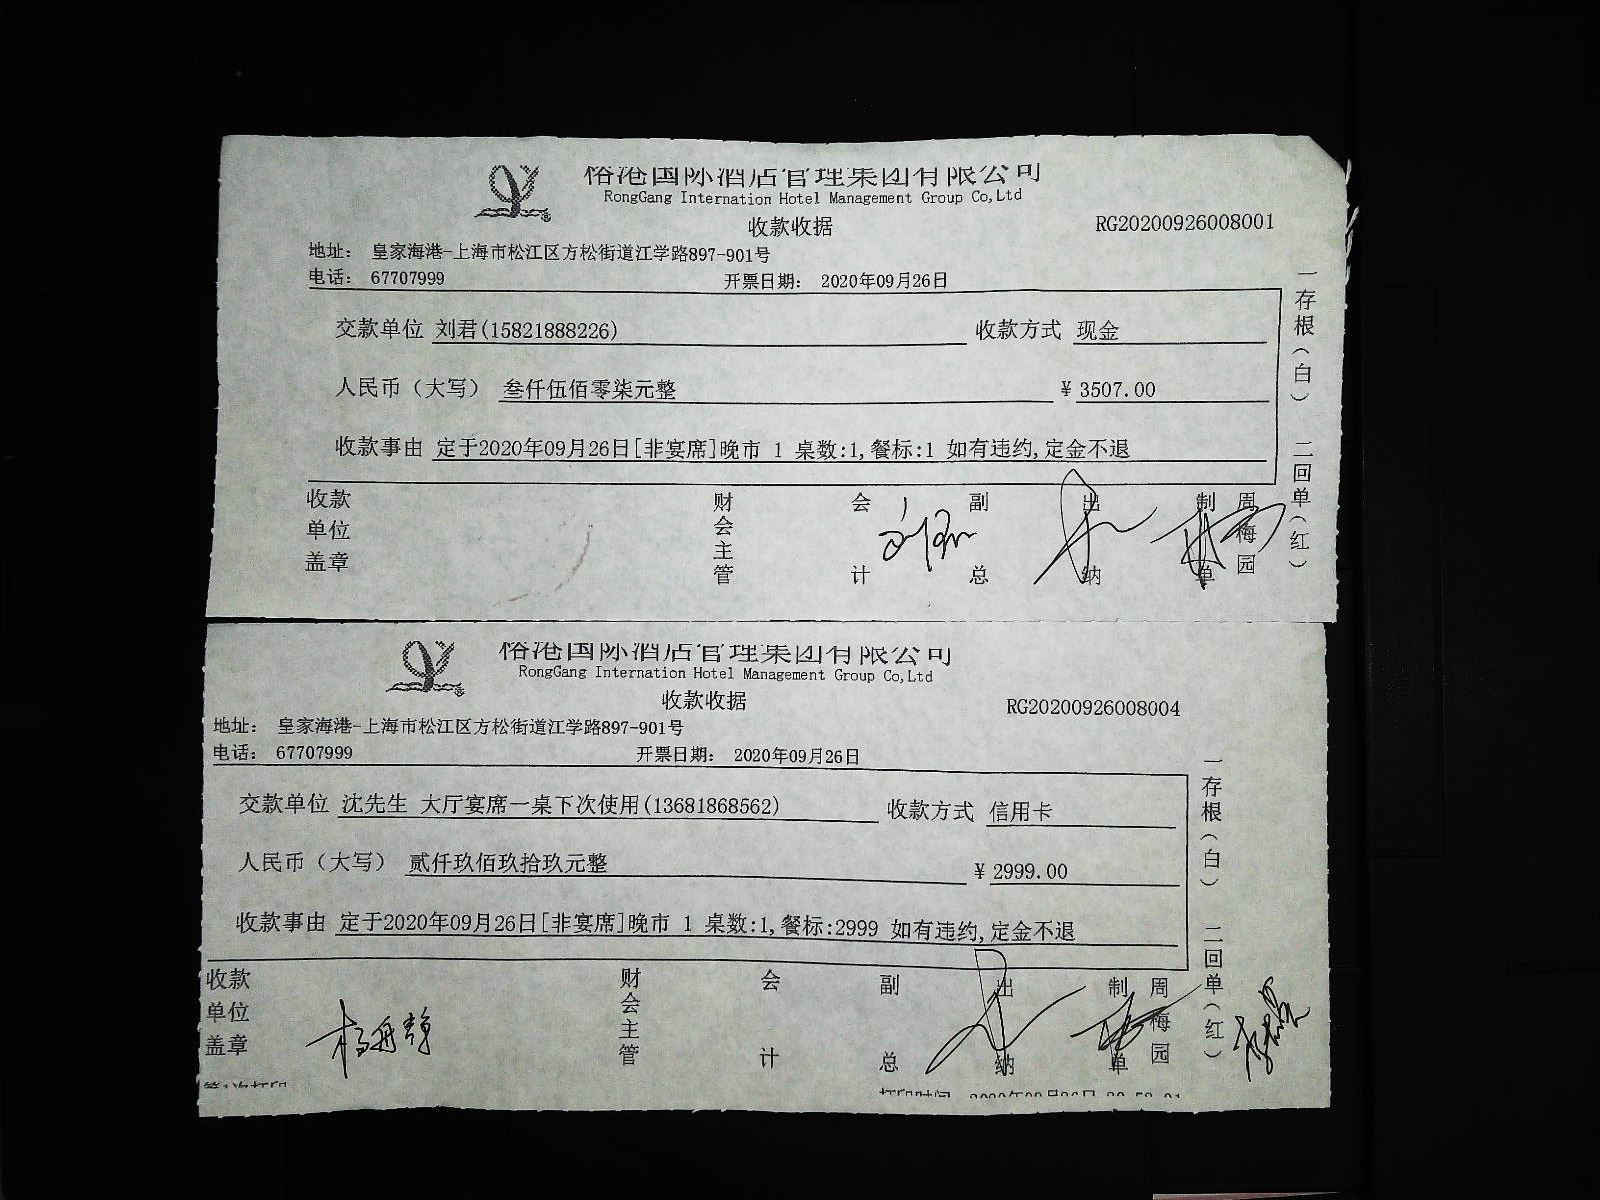 榕港国际酒店管理集团有限公司
RongGang Internation Hotel Management Group Co,Ltd
收款收据
RG20200926008001
地址： 皇家海港-上海市松江区方松街道江学路897-901号
电话： 67707999 开票日期： 2020年09月26日
交款单位 刘君(15821888226) 收款方式 现金
人民币（大写） 叁仟伍佰零柒元整 ￥3507.00
收款事由 定于2020年09月26日[非宴席]晚市 1 桌数:1,餐标:1 如有违约,定金不退
收款单位盖章 财会主管 会计 副总 出纳 制单 周梅园
一存根（白） 二回单（红）
榕港国际酒店管理集团有限公司
RongGang Internation Hotel Management Group Co,Ltd
收款收据
RG20200926008004
地址： 皇家海港-上海市松江区方松街道江学路897-901号
电话： 67707999 开票日期： 2020年09月26日
交款单位 沈先生 大厅宴席一桌下次使用(13681868562) 收款方式 信用卡
人民币（大写） 贰仟玖佰玖拾玖元整 ￥2999.00
收款事由 定于2020年09月26日[非宴席]晚市 1 桌数:1,餐标:2999 如有违约,定金不退
收款单位盖章 财会主管 会计 副总 出纳 制单 周梅园
一存根（白） 二回单（红）